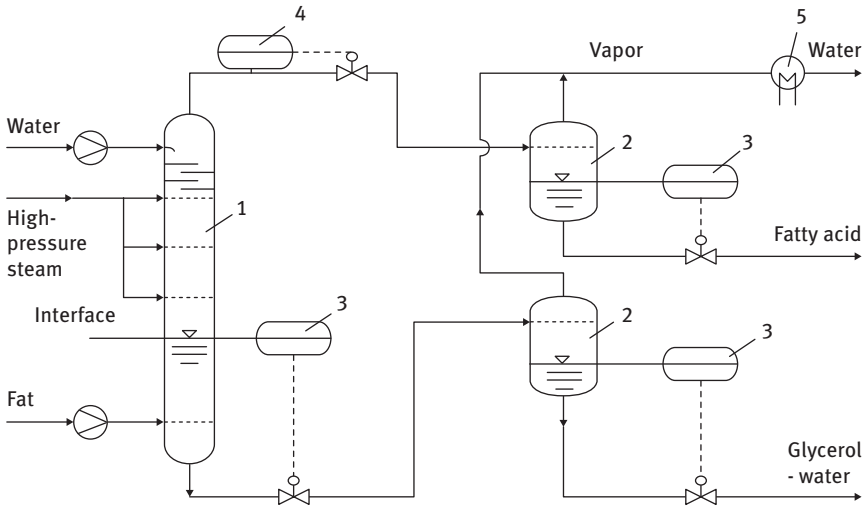 4
5
Vapor
Water
Water
2
3
1
High-
pressure
steam
Fatty acid
Interface
3
2
3
Fat
Glycerol
- water